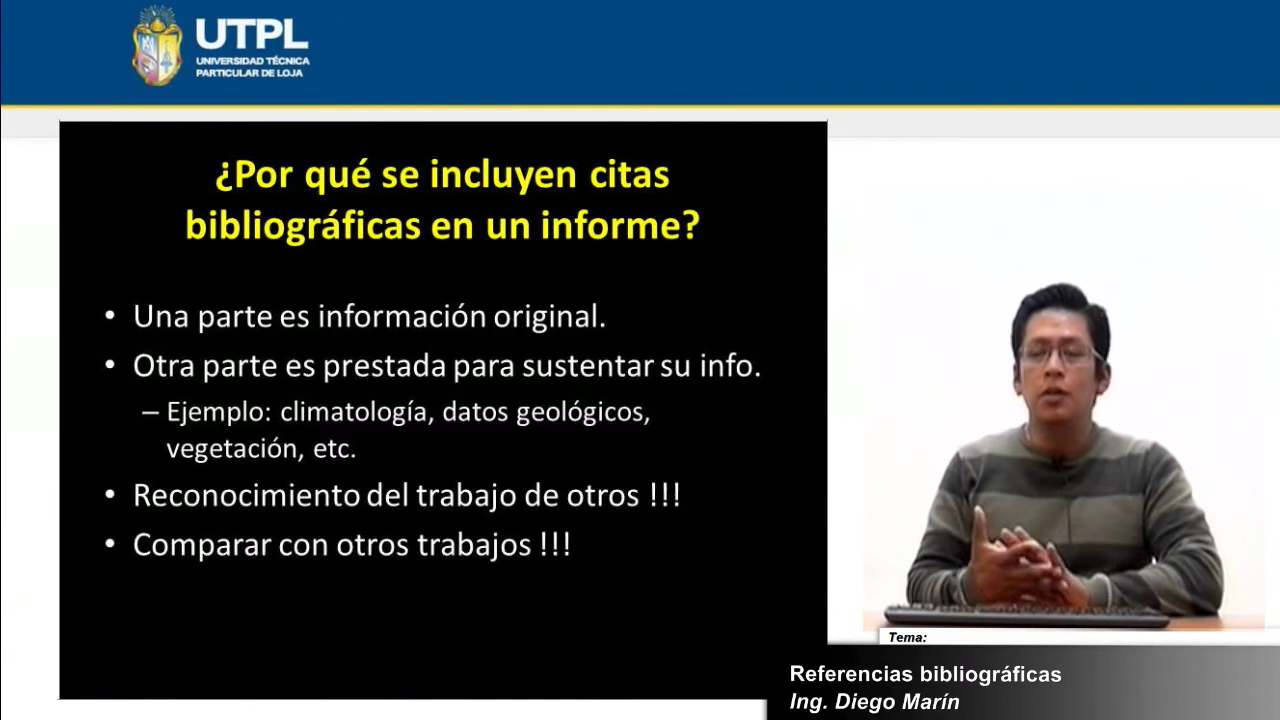 UTPL
UNIVERSIDAD TÉCNICA
PARTICULAR DE LOJA
¿Por qué se incluyen citas
bibliográficas en un informe?
• Una parte es información original.
• Otra parte es prestada para sustentar su info.
– Ejemplo: climatología, datos geológicos,
vegetación, etc.
• Reconocimiento del trabajo de otros !!!
• Comparar con otros trabajos !!!
Tema:
Referencias bibliográficas
Ing. Diego Marín